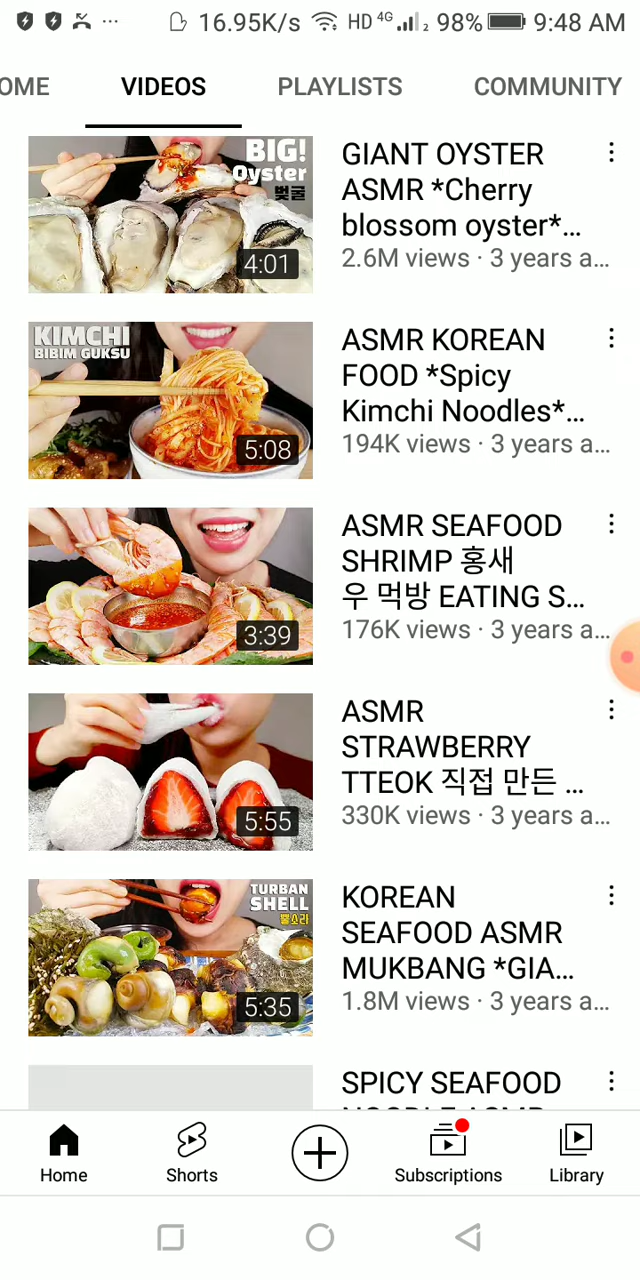 16.95K/s HD 4G 2 98% 9:48 AM
OME VIDEOS PLAYLISTS COMMUNITY
BIG!
Oyster
벚굴
4:01
GIANT OYSTER
ASMR *Cherry
blossom oyster*...
2.6M views · 3 years a...
KIMCHI
BIBIM GUKSU
5:08
ASMR KOREAN
FOOD *Spicy
Kimchi Noodles*...
194K views · 3 years a...
3:39
ASMR SEAFOOD
SHRIMP 홍새
우 먹방 EATING S...
176K views · 3 years a...
5:55
ASMR
STRAWBERRY
TTEOK 직접 만든 ...
330K views · 3 years a...
TURBAN
SHELL
뿔소라
5:35
KOREAN
SEAFOOD ASMR
MUKBANG *GIA...
1.8M views · 3 years a...
SPICY SEAFOOD
NOODLE ASMR
Home Shorts Subscriptions Library